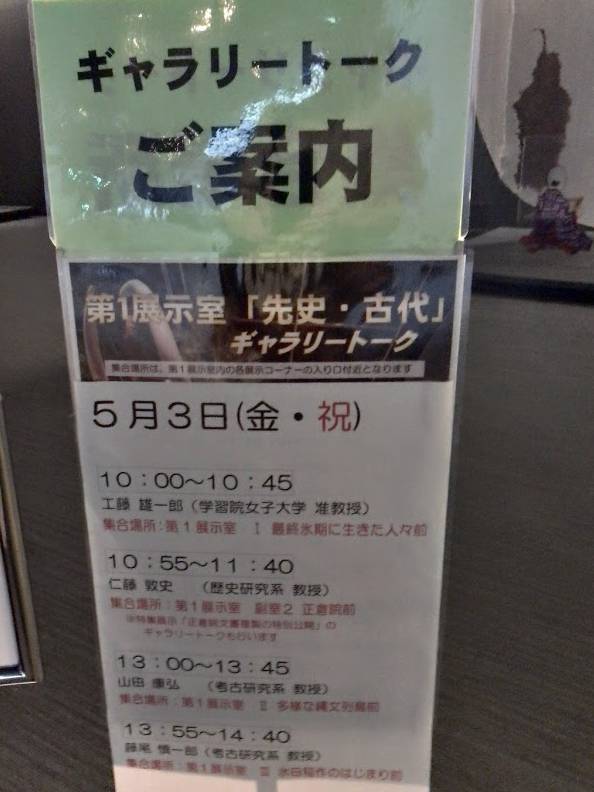 ギャラリートーク
ご案内
第1展示室「先史・古代」
ギャラリートーク
集合場所は、第1展示室内の各展示コーナーの入り口付近となります
5月3日(金・祝)
10:00～10:45
工藤 雄一郎(学習院女子大学 准教授)
集合場所:第1展示室 Ⅰ 最終氷期に生きた人々前
10:55～11:40
仁藤 敦史 (歴史研究系 教授)
集合場所:第1展示室 副室2 正倉院前
※特集展示「正倉院文書複製の特別公開」の
ギャラリートークも行います
13:00～13:45
山田 康弘 (考古研究系 教授)
集合場所:第1展示室 Ⅱ 多様な縄文列島前
13:55～14:40
藤尾 慎一郎(考古研究系 教授)
集合場所:第1展示室 Ⅲ 水田稲作のはじまり前